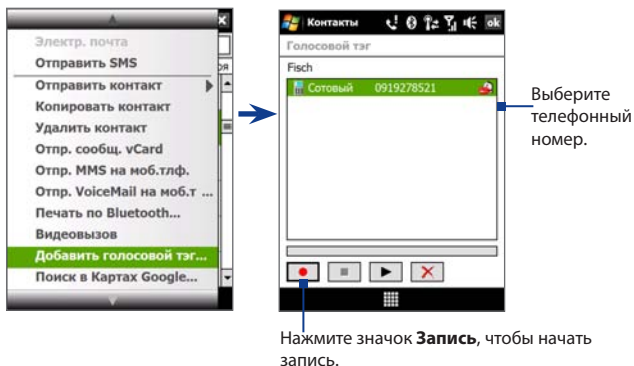 Электр. почта
Отправить SMS
Отправить контакт
Копировать контакт
Удалить контакт
Отпр. сообщ. vCard
Отпр. MMS на моб.тлф.
Отпр. VoiceMail на моб.т ...
Печать по Bluetooth...
Видеовызов
Добавить голосовой тэг...
Поиск в Картах Google...
Контакты ok
Голосовой тэг
Fisch
Сотовый 0919278521
Выберите
телефонный
номер.
Нажмите значок Запись, чтобы начать
запись.